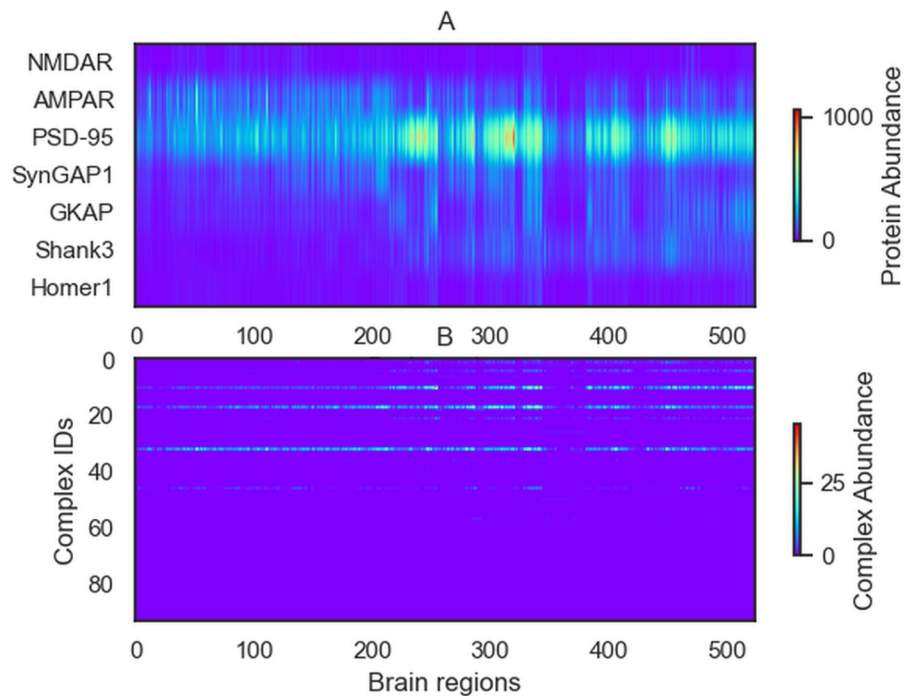 A
NMDAR
AMPAR
PSD-95
SynGAP1
GKAP
Shank3
Homer1
1000
0
Protein Abundance
0 100 200 300 400 500
B
0
20
40
60
80
Complex IDs
25
0
Complex Abundance
0 100 200 300 400 500
Brain regions